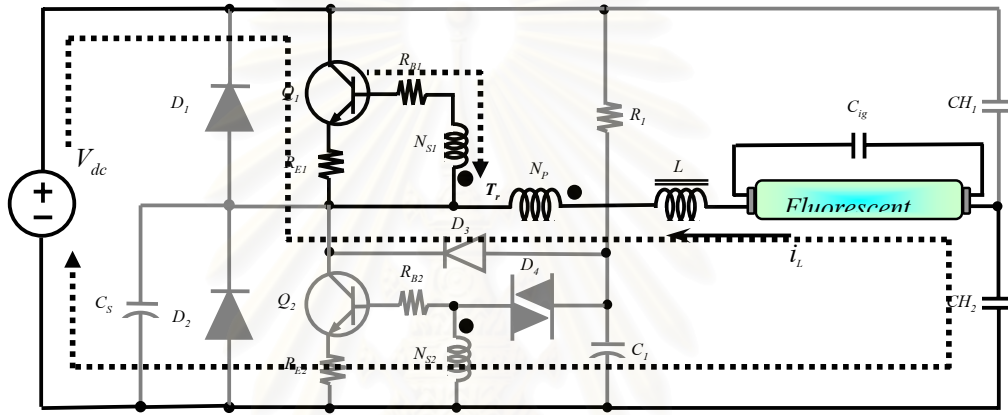 D1
Q1
RB1
NS1
RE1
Vdc
+
−
R1
Cig
CH1
NP
Tr
L
Fluorescent
D3
iL
D4
RB2
Q2
CS
D2
RE2
NS2
C1
CH2